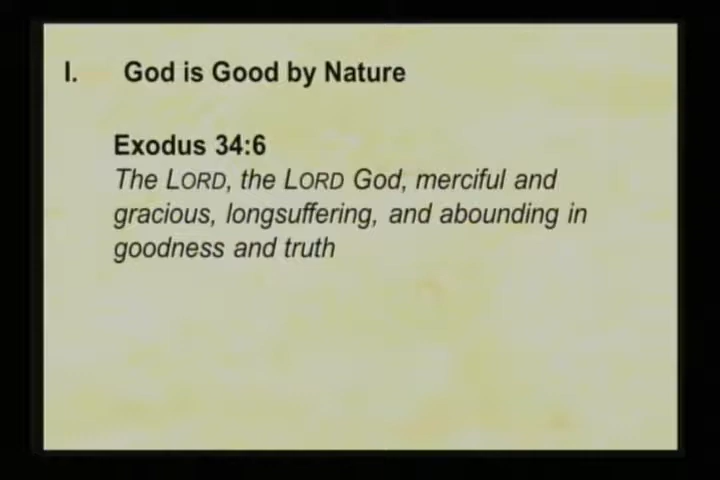 I. God is Good by Nature
Exodus 34:6
The LORD, the LORD God, merciful and
gracious, longsuffering, and abounding in
goodness and truth